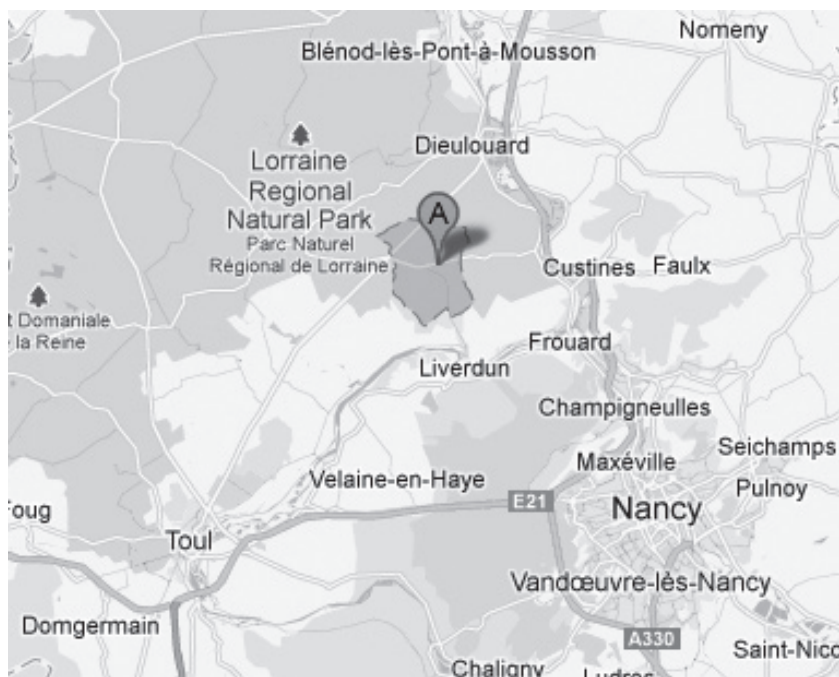 Nomeny
Blénod-lès-Pont-à-Mousson
Dieulouard
Lorraine
Regional
Natural Park
Parc Naturel
Régional de Lorraine
A
Custines
Faulx
t Domaniale
la Reine
Frouard
Liverdun
Champigneulles
Seichamps
Maxéville
Velaine-en-Haye
Pulnoy
E21
Nancy
Foug
Toul
Vandœuvre-lès-Nancy
Domgermain
A330
Saint-Nico
Chaligny
Ludres